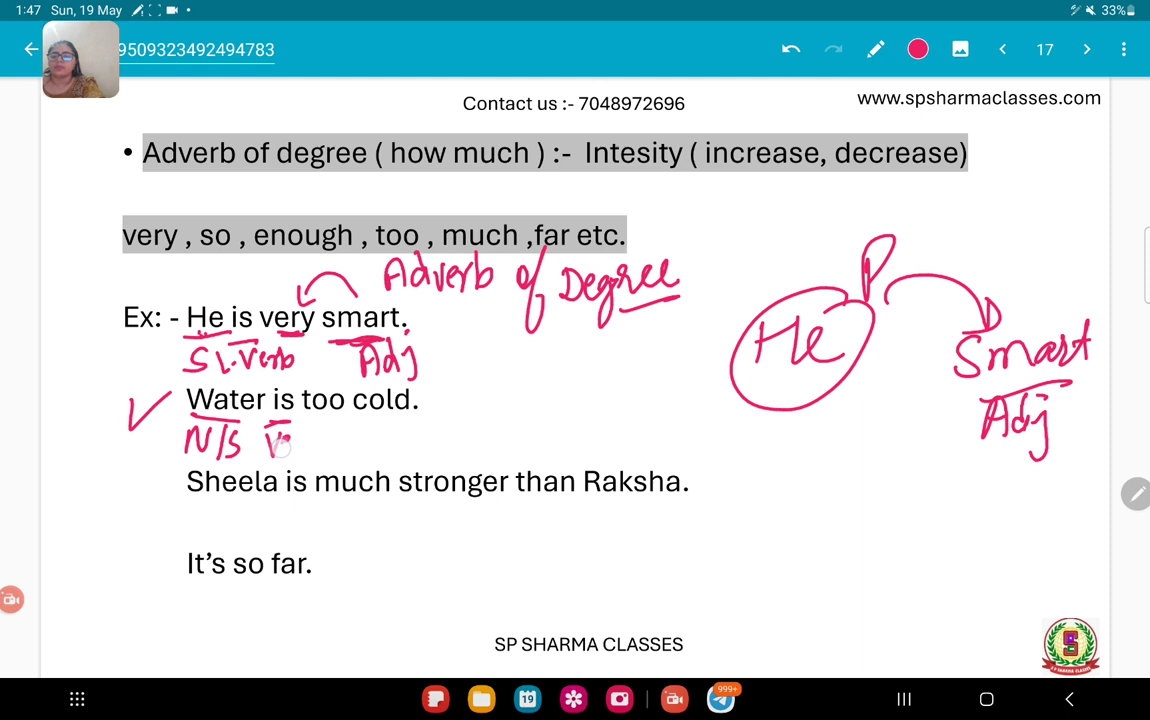 1:47 Sun, 19 May 33%
9509323492494783 17
Contact us :- 7048972696 www.spsharmaclasses.com
• Adverb of degree ( how much ) :- Intesity ( increase, decrease)
very , so , enough , too , much ,far etc.
Adverb of Degree P
Ex: - He is very smart.
He Smart
S L.verb Adj
Adj
Water is too cold.
N/S V
Sheela is much stronger than Raksha.
It's so far.
SP SHARMA CLASSES
S
999+
19